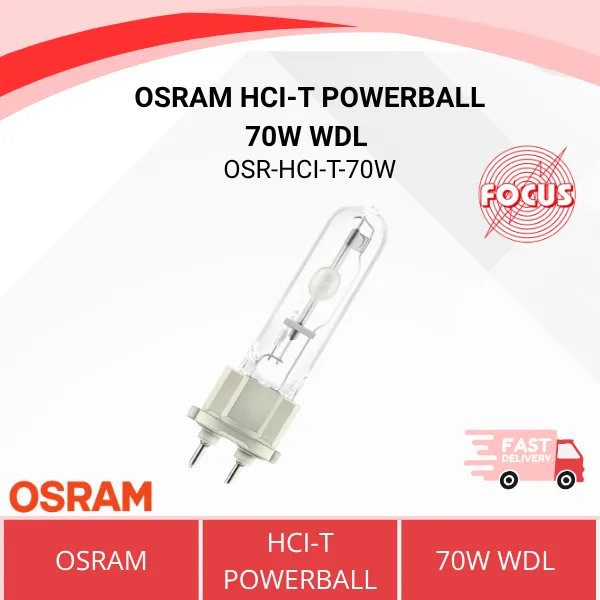 OSRAM HCI-T POWERBALL
70W WDL
OSR-HCI-T-70W
FOCUS
FAST
DELIVERY
OSRAM
OSRAM
HCI-T
POWERBALL
70W WDL